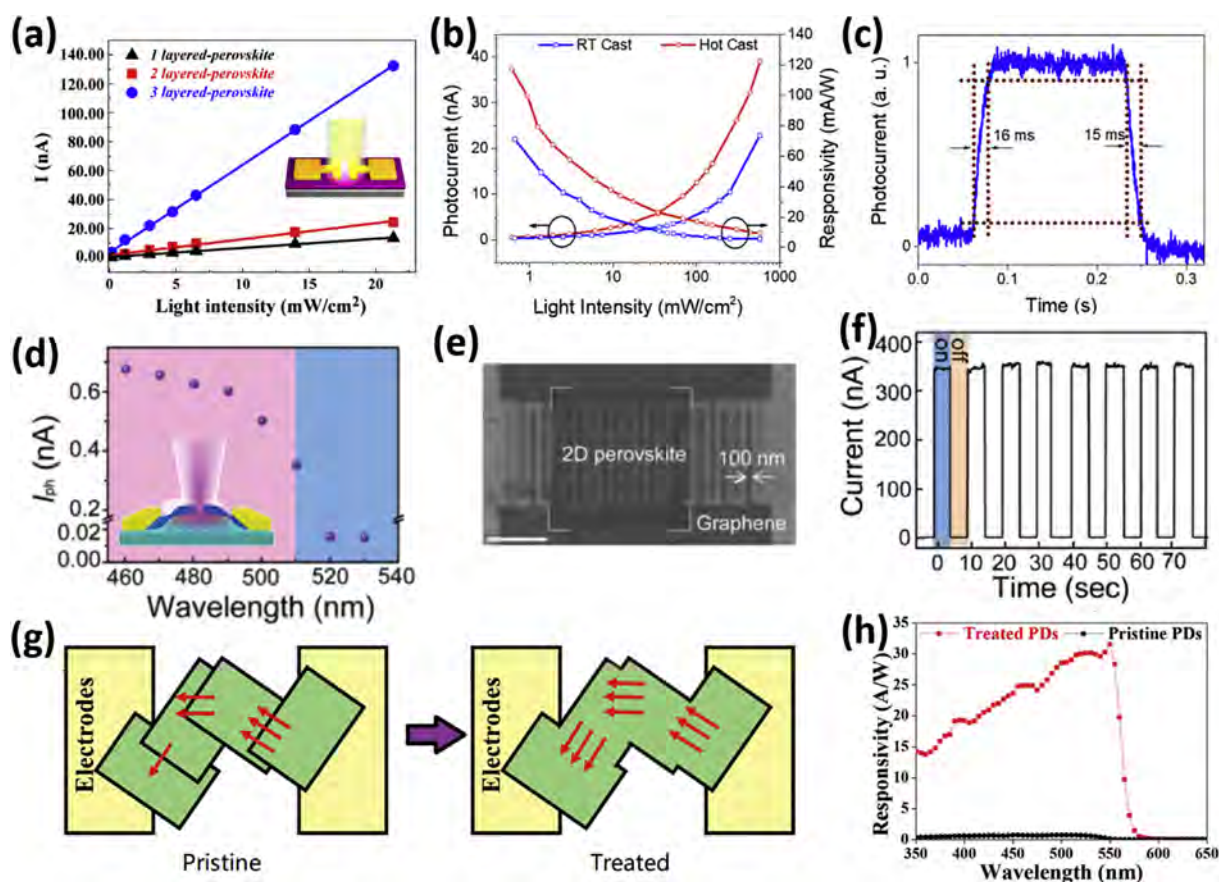 (a)
140.00
120.00
100.00
80.00
60.00
40.00
20.00
0.00
I (nA)
1 layered-perovskite
2 layered-perovskite
3 layered-perovskite
0
5
10
15
20
Light intensity (mW/cm²)
(b)
RT Cast
Hot Cast
40
30
20
10
0
Photocurrent (nA)
140
120
100
80
60
40
20
0
Responsivity (mA/W)
1
10
100
1000
Light Intensity (mW/cm²)
(c)
1
0
Photocurrent (a. u.)
16 ms
15 ms
0.0
0.1
0.2
0.3
Time (s)
(d)
0.6
0.4
0.2
0.02
0.00
Iph (nA)
460
480
500
520
540
Wavelength (nm)
(e)
2D perovskite
100 nm
Graphene
(f)
on
off
400
300
200
100
0
Current (nA)
0
10
20
30
40
50
60
70
Time (sec)
(g)
Electrodes
Electrodes
Pristine
Treated
(h)
Treated PDs
Pristine PDs
35
30
25
20
15
10
5
0
Responsivity (A/W)
350
400
450
500
550
600
650
Wavelength (nm)